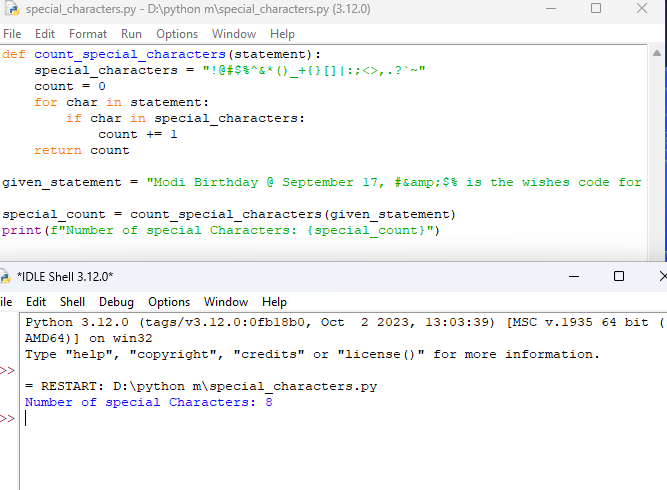 special_characters.py - D:\python m\special_characters.py (3.12.0)
File Edit Format Run Options Window Help
def count_special_characters(statement):
    special_characters = "!@#$%^&*()_+{}[]|:;<>,.?`~"
    count = 0
    for char in statement:
        if char in special_characters:
            count += 1
    return count
given_statement = "Modi Birthday @ September 17, #&amp;$% is the wishes code for
special_count = count_special_characters(given_statement)
print(f"Number of special Characters: {special_count}")
*IDLE Shell 3.12.0*
ile Edit Shell Debug Options Window Help
Python 3.12.0 (tags/v3.12.0:0fb18b0, Oct  2 2023, 13:03:39) [MSC v.1935 64 bit (
AMD64)] on win32
Type "help", "copyright", "credits" or "license()" for more information.
>>
= RESTART: D:\python m\special_characters.py
Number of special Characters: 8
>>